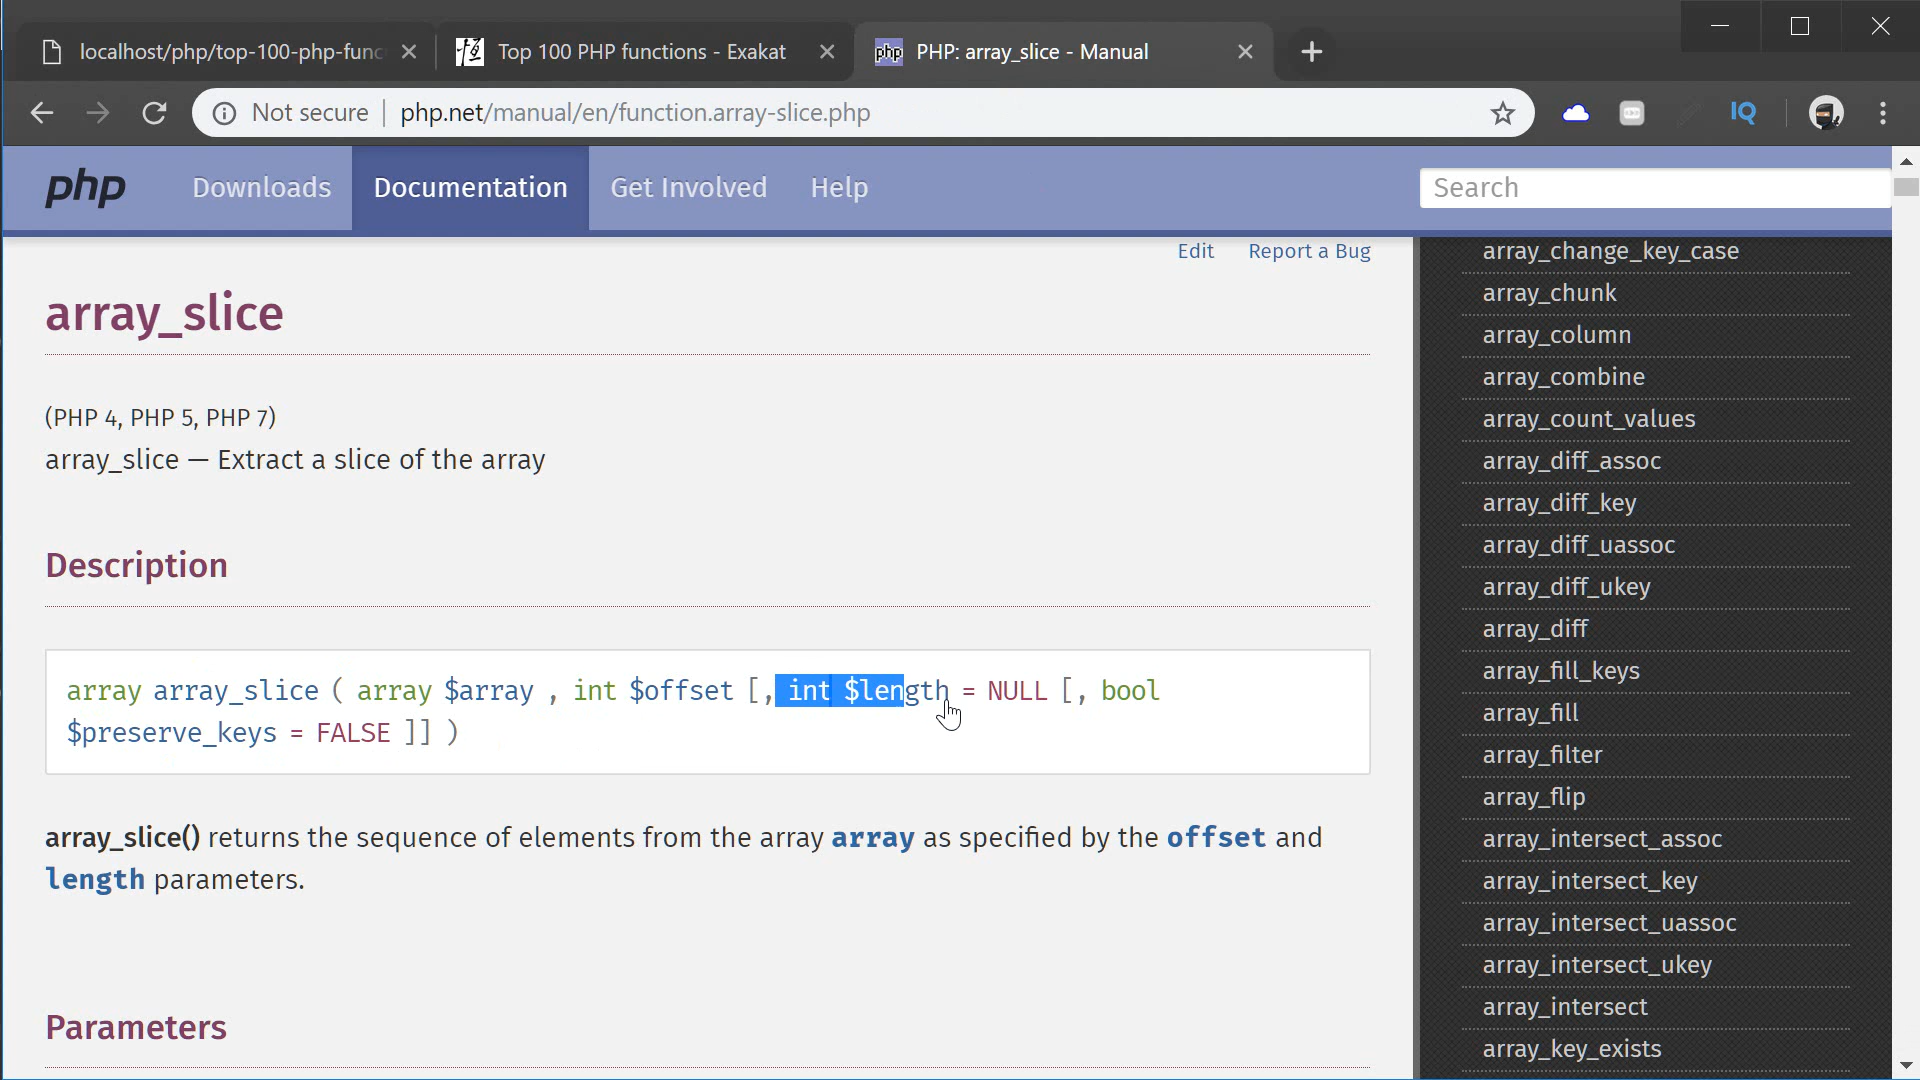 localhost/php/top-100-php-func
Top 100 PHP functions - Exakat
php PHP: array_slice - Manual
Not secure
php.net/manual/en/function.array-slice.php
IQ
php
Downloads
Documentation
Get Involved
Help
Search
Edit
Report a Bug
array_slice
(PHP 4, PHP 5, PHP 7)
array_slice — Extract a slice of the array
Description
array array_slice ( array $array , int $offset [, int $length = NULL [, bool
$preserve_keys = FALSE ]] )
array_slice() returns the sequence of elements from the array array as specified by the offset and
length parameters.
Parameters
array_change_key_case
array_chunk
array_column
array_combine
array_count_values
array_diff_assoc
array_diff_key
array_diff_uassoc
array_diff_ukey
array_diff
array_fill_keys
array_fill
array_filter
array_flip
array_intersect_assoc
array_intersect_key
array_intersect_uassoc
array_intersect_ukey
array_intersect
array_key_exists